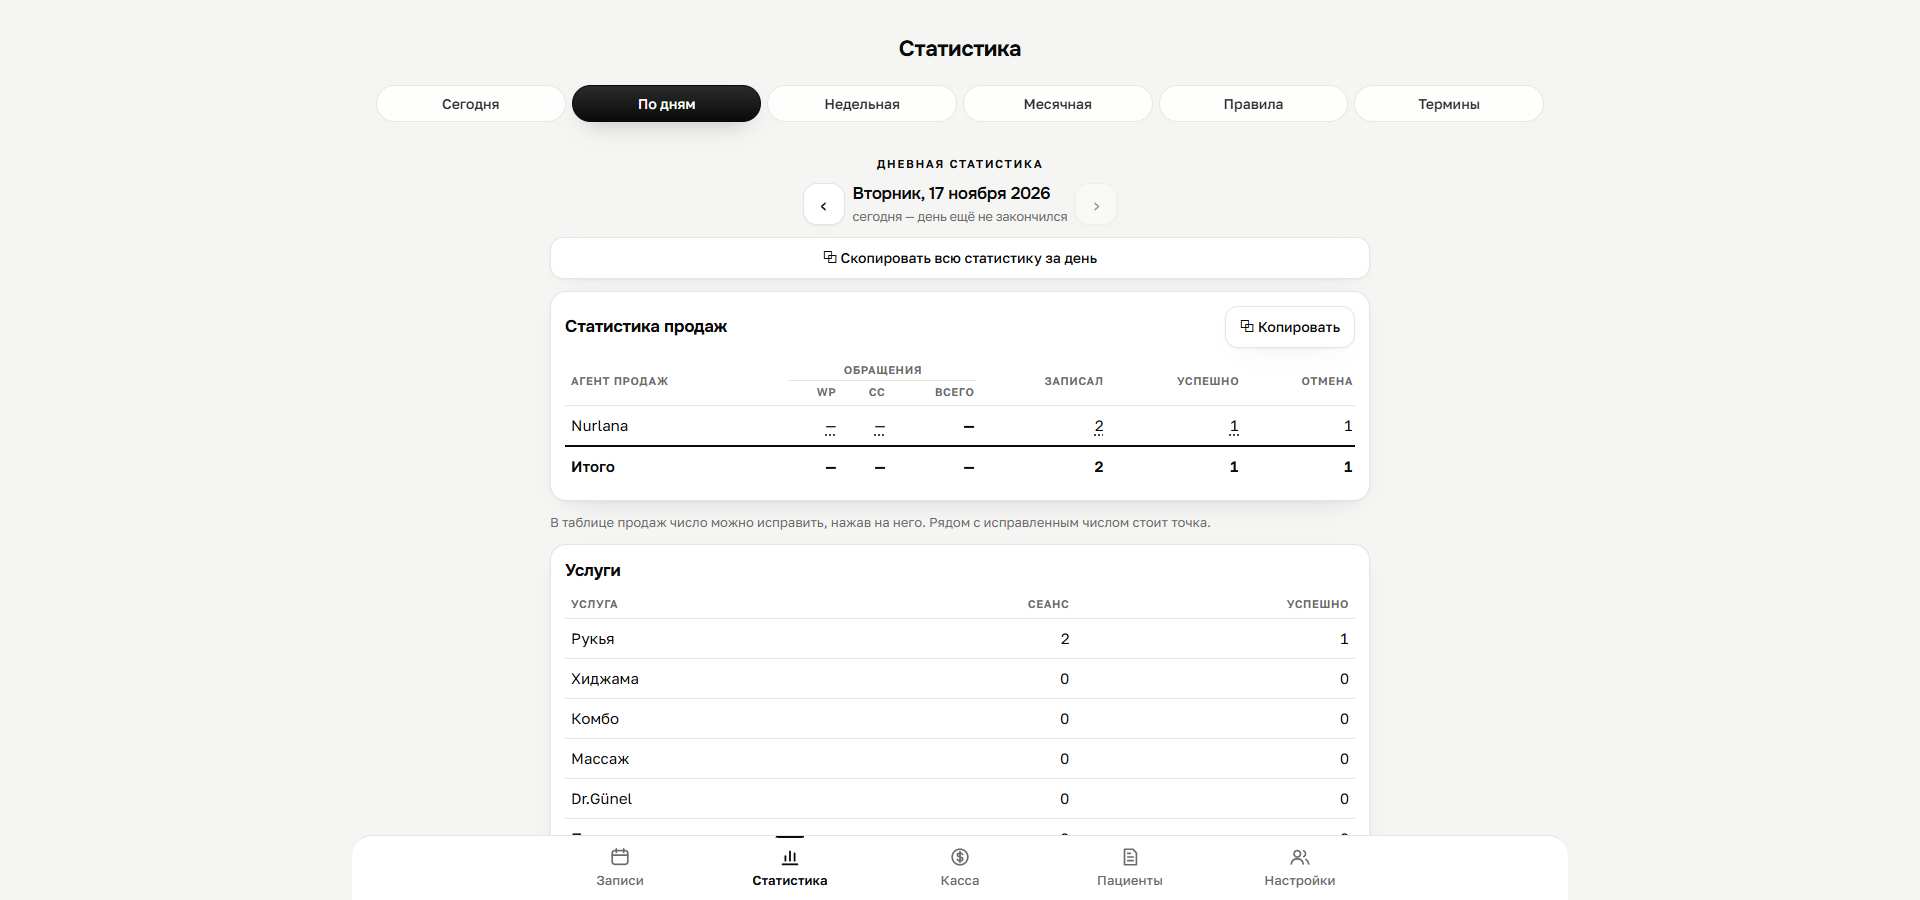 Статистика
Сегодня По дням Недельная Месячная Правила Термины
ДНЕВНАЯ СТАТИСТИКА
‹ Вторник, 17 ноября 2026 ›
сегодня — день ещё не закончился
Скопировать всю статистику за день
Статистика продаж Копировать
АГЕНТ ПРОДАЖ ОБРАЩЕНИЯ ЗАПИСАЛ УСПЕШНО ОТМЕНА
WP CC ВСЕГО
Nurlana — — — 2 1 1
Итого — — — 2 1 1
В таблице продаж число можно исправить, нажав на него. Рядом с исправленным числом стоит точка.
Услуги
УСЛУГА СЕАНС УСПЕШНО
Рукья 2 1
Хиджама 0 0
Комбо 0 0
Массаж 0 0
Dr.Günel 0 0
Записи Статистика Касса Пациенты Настройки